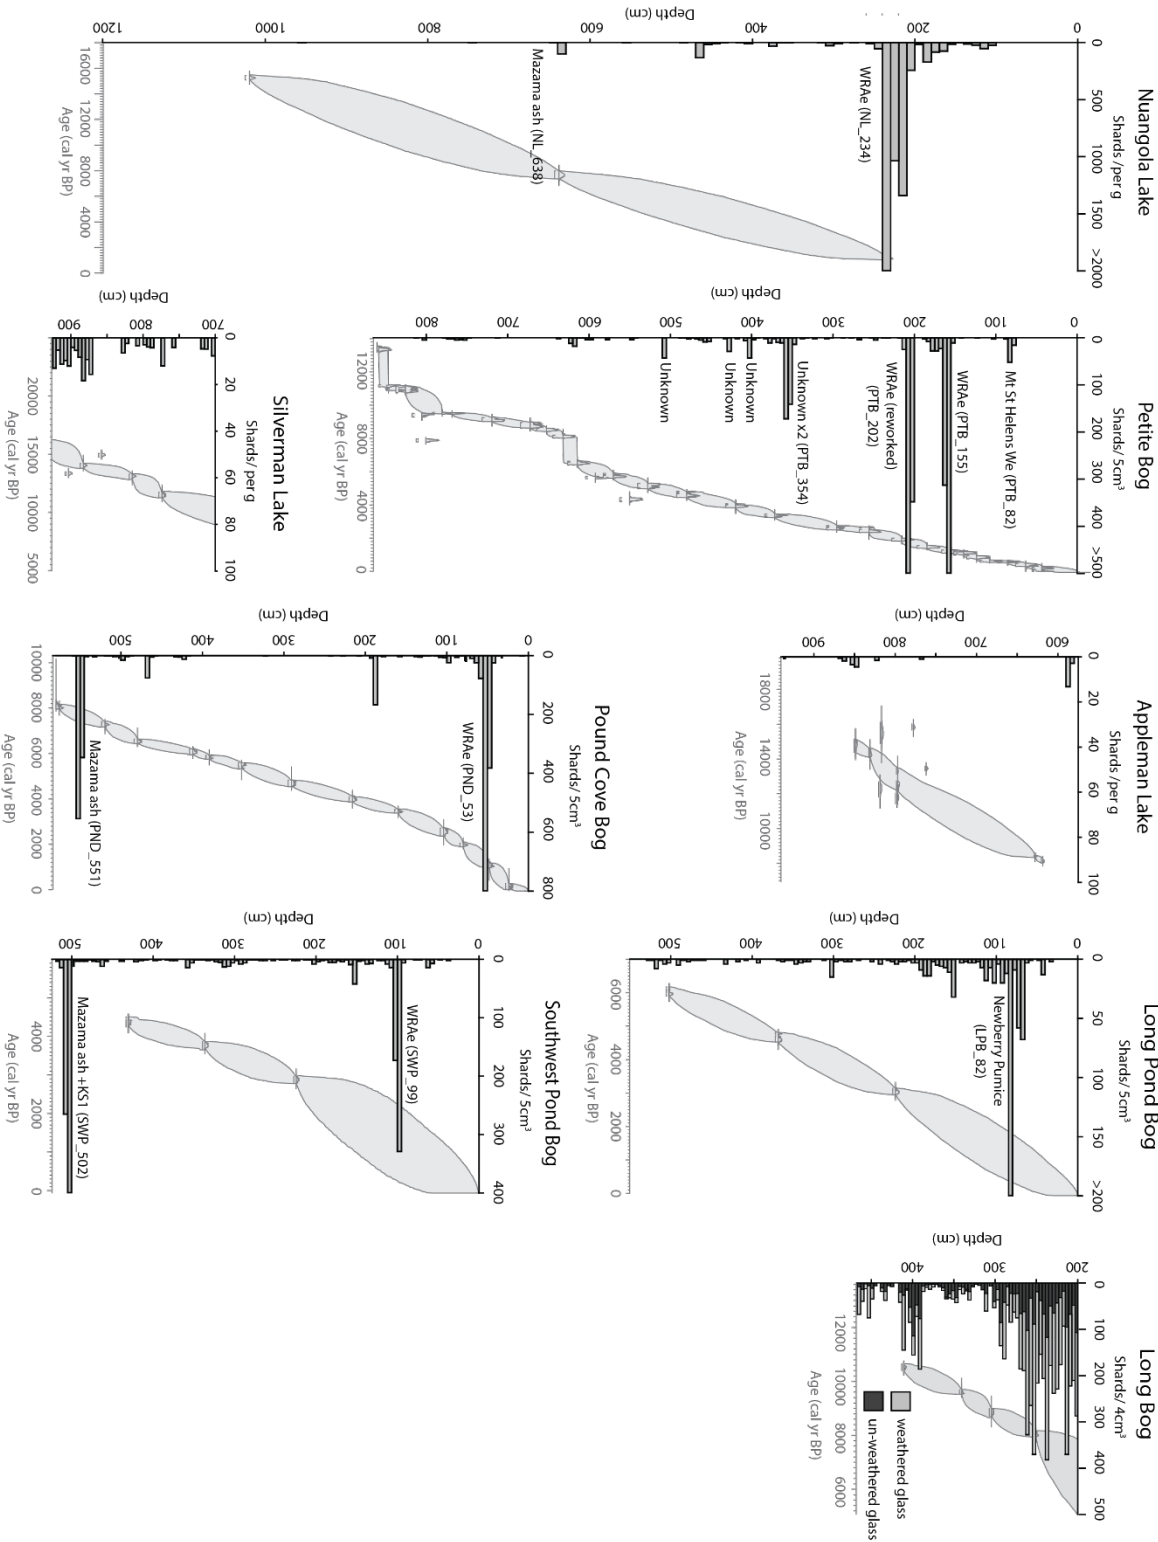 Nuangola Lake
Shards /per g
0
500
1000
1500
>2000
Depth (cm)
0
200
400
600
800
1000
1200
WRAe (NL_234)
Mazama ash (NL_638)
16000
12000
8000
4000
0
Age (cal yr BP)
Petite Bog
Shards/ 5cm³
0
100
200
300
400
>500
Depth (cm)
0
100
200
300
400
500
600
700
800
Mt St Helens We (PTB_82)
WRAe (PTB_155)
WRAe (reworked)
(PTB_202)
Unknown x2 (PTB_354)
Unknown
Unknown
Unknown
12000
8000
4000
0
Age (cal yr BP)
Silverman Lake
Shards/ per g
0
20
40
60
80
100
Depth (cm)
700
800
900
20000
15000
10000
5000
Age (cal yr BP)
Appleman Lake
Shards /per g
0
20
40
60
80
100
600
700
800
900
18000
14000
10000
Age (cal yr BP)
Pound Cove Bog
Shards/ 5cm³
0
200
400
600
800
Depth (cm)
0
100
200
300
400
500
WRAe (PND_53)
Mazama ash (PND_551)
10000
8000
6000
4000
2000
0
Age (cal yr BP)
Long Pond Bog
Shards/ 5cm³
0
50
100
150
>200
Depth (cm)
0
100
200
300
400
500
Newberry Pumice
(LPB_82)
6000
4000
2000
0
Age (cal yr BP)
Southwest Pond Bog
Shards/ 5cm³
0
100
200
300
400
Depth (cm)
0
100
200
300
400
500
WRAe (SWP_99)
Mazama ash +KS1 (SWP_502)
4000
2000
0
Age (cal yr BP)
Long Bog
Shards/ 4cm³
0
100
200
300
400
500
Depth (cm)
200
300
400
12000
10000
8000
6000
Age (cal yr BP)
weathered glass
un-weathered glass